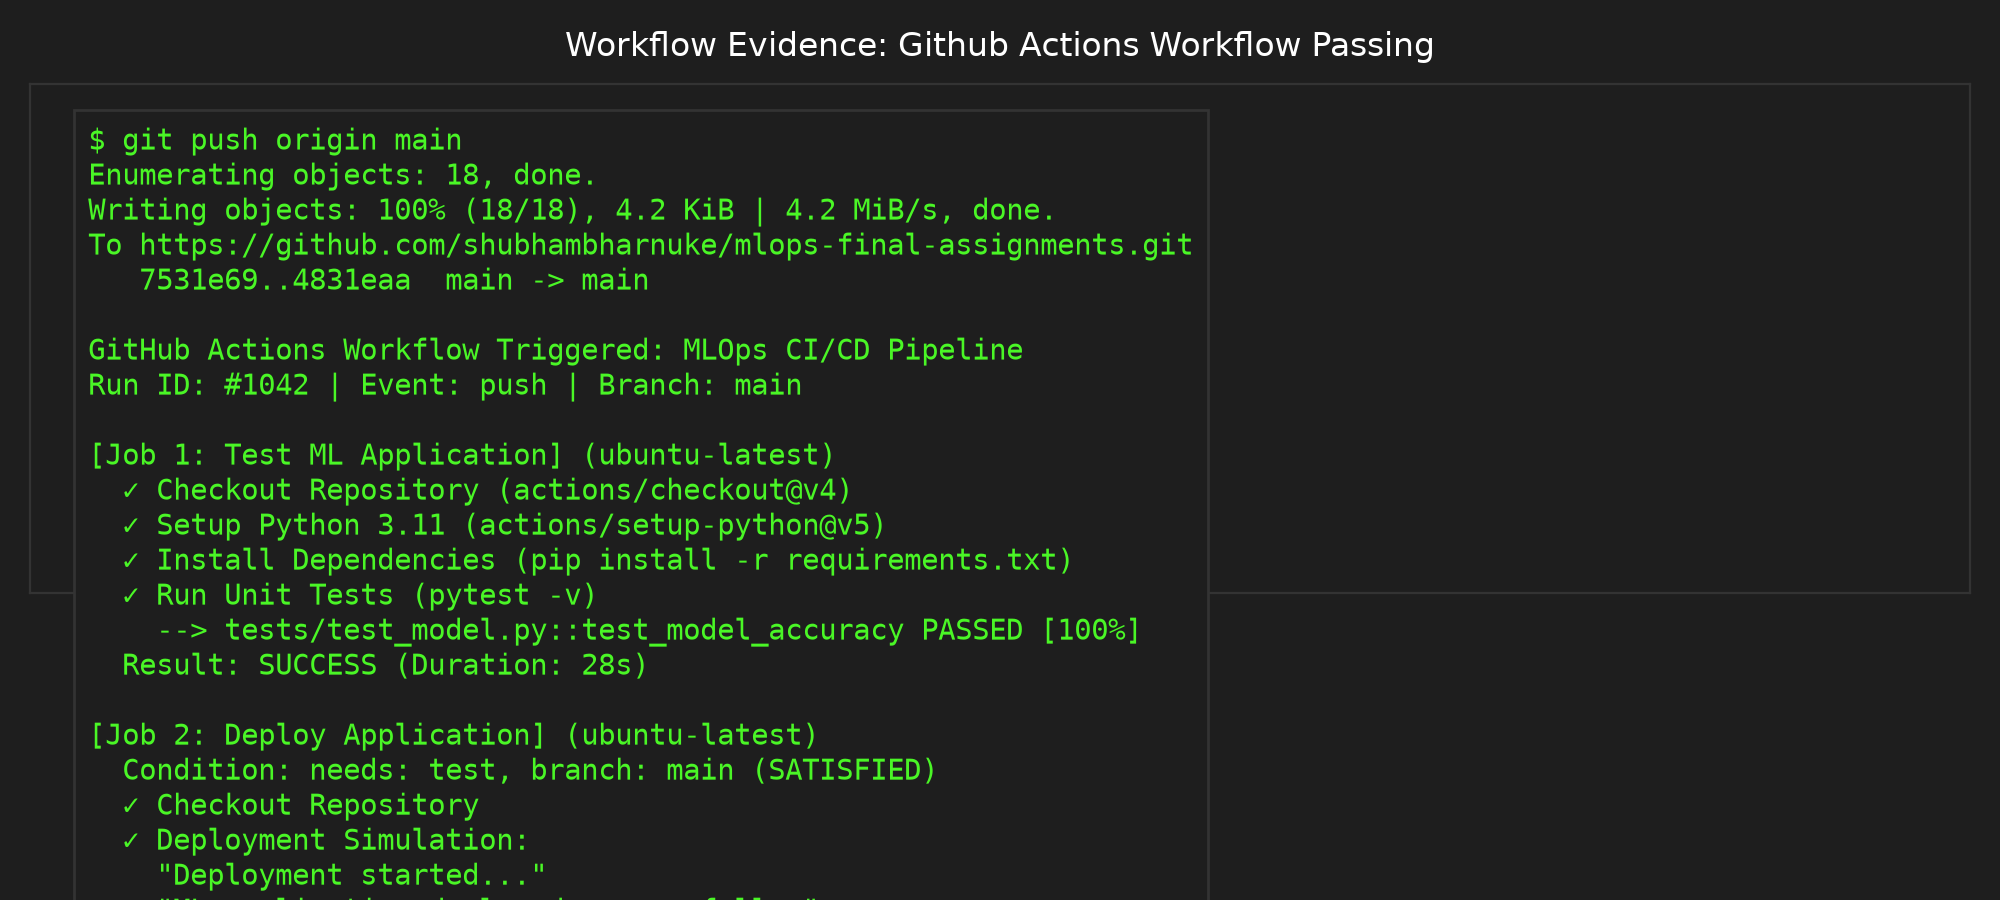 Workflow Evidence: Github Actions Workflow Passing
$ git push origin main
Enumerating objects: 18, done.
Writing objects: 100% (18/18), 4.2 KiB | 4.2 MiB/s, done.
To https://github.com/shubhambharnuke/mlops-final-assignments.git
   7531e69..4831eaa  main -> main
GitHub Actions Workflow Triggered: MLOps CI/CD Pipeline
Run ID: #1042 | Event: push | Branch: main
[Job 1: Test ML Application] (ubuntu-latest)
  ✓ Checkout Repository (actions/checkout@v4)
  ✓ Setup Python 3.11 (actions/setup-python@v5)
  ✓ Install Dependencies (pip install -r requirements.txt)
  ✓ Run Unit Tests (pytest -v)
    --> tests/test_model.py::test_model_accuracy PASSED [100%]
  Result: SUCCESS (Duration: 28s)
[Job 2: Deploy Application] (ubuntu-latest)
  Condition: needs: test, branch: main (SATISFIED)
  ✓ Checkout Repository
  ✓ Deployment Simulation:
    "Deployment started..."